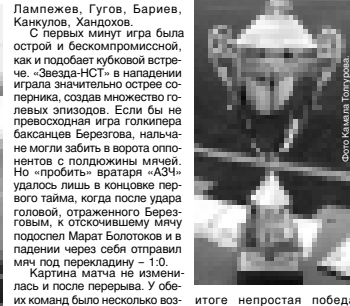 Лампежев, Гугов, Бариев,
Канкулов, Хандохов.
С первых минут игра была
острой и бескомпромиссной,
как и подобает кубковой встре-
че. «Звезда-НСТ» в нападении
играла значительно острее со-
перника, создав множество го-
левых эпизодов. Если бы не
превосходная игра голкипера
баксанцев Березгова, нальча-
не могли забить в ворота оппо-
нентов с полдюжины мячей.
Но «пробить» вратаря «АЗЧ»
удалось лишь в концовке пер-
вого тайма, когда после удара
головой, отраженного Берез-
говым, к отскочившему мячу
подоспел Марат Болотоков и в
падении через себя отправил
мяч под перекладину – 1:0.
Картина матча не измени-
лась и после перерыва. У обе-
их команд было несколько воз-
итоге непростая победа
Фото Камала Толгурова.